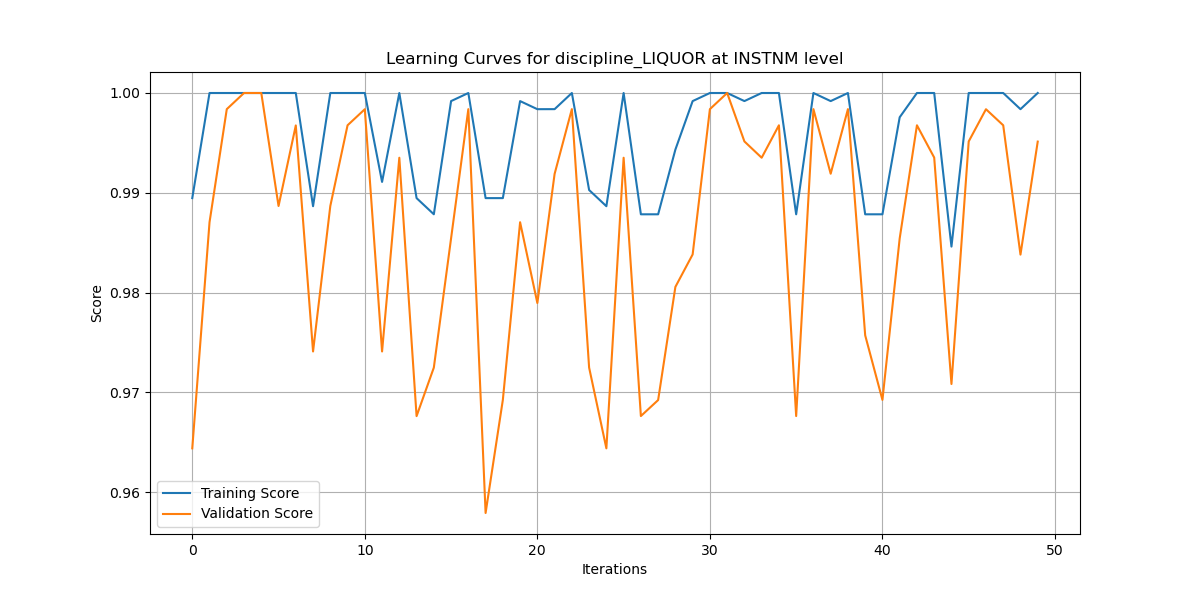 Learning Curves for discipline_LIQUOR at INSTNM level
1.00
0.99
0.98
0.97
0.96
Score
Training Score
Validation Score
0 10 20 30 40 50
Iterations